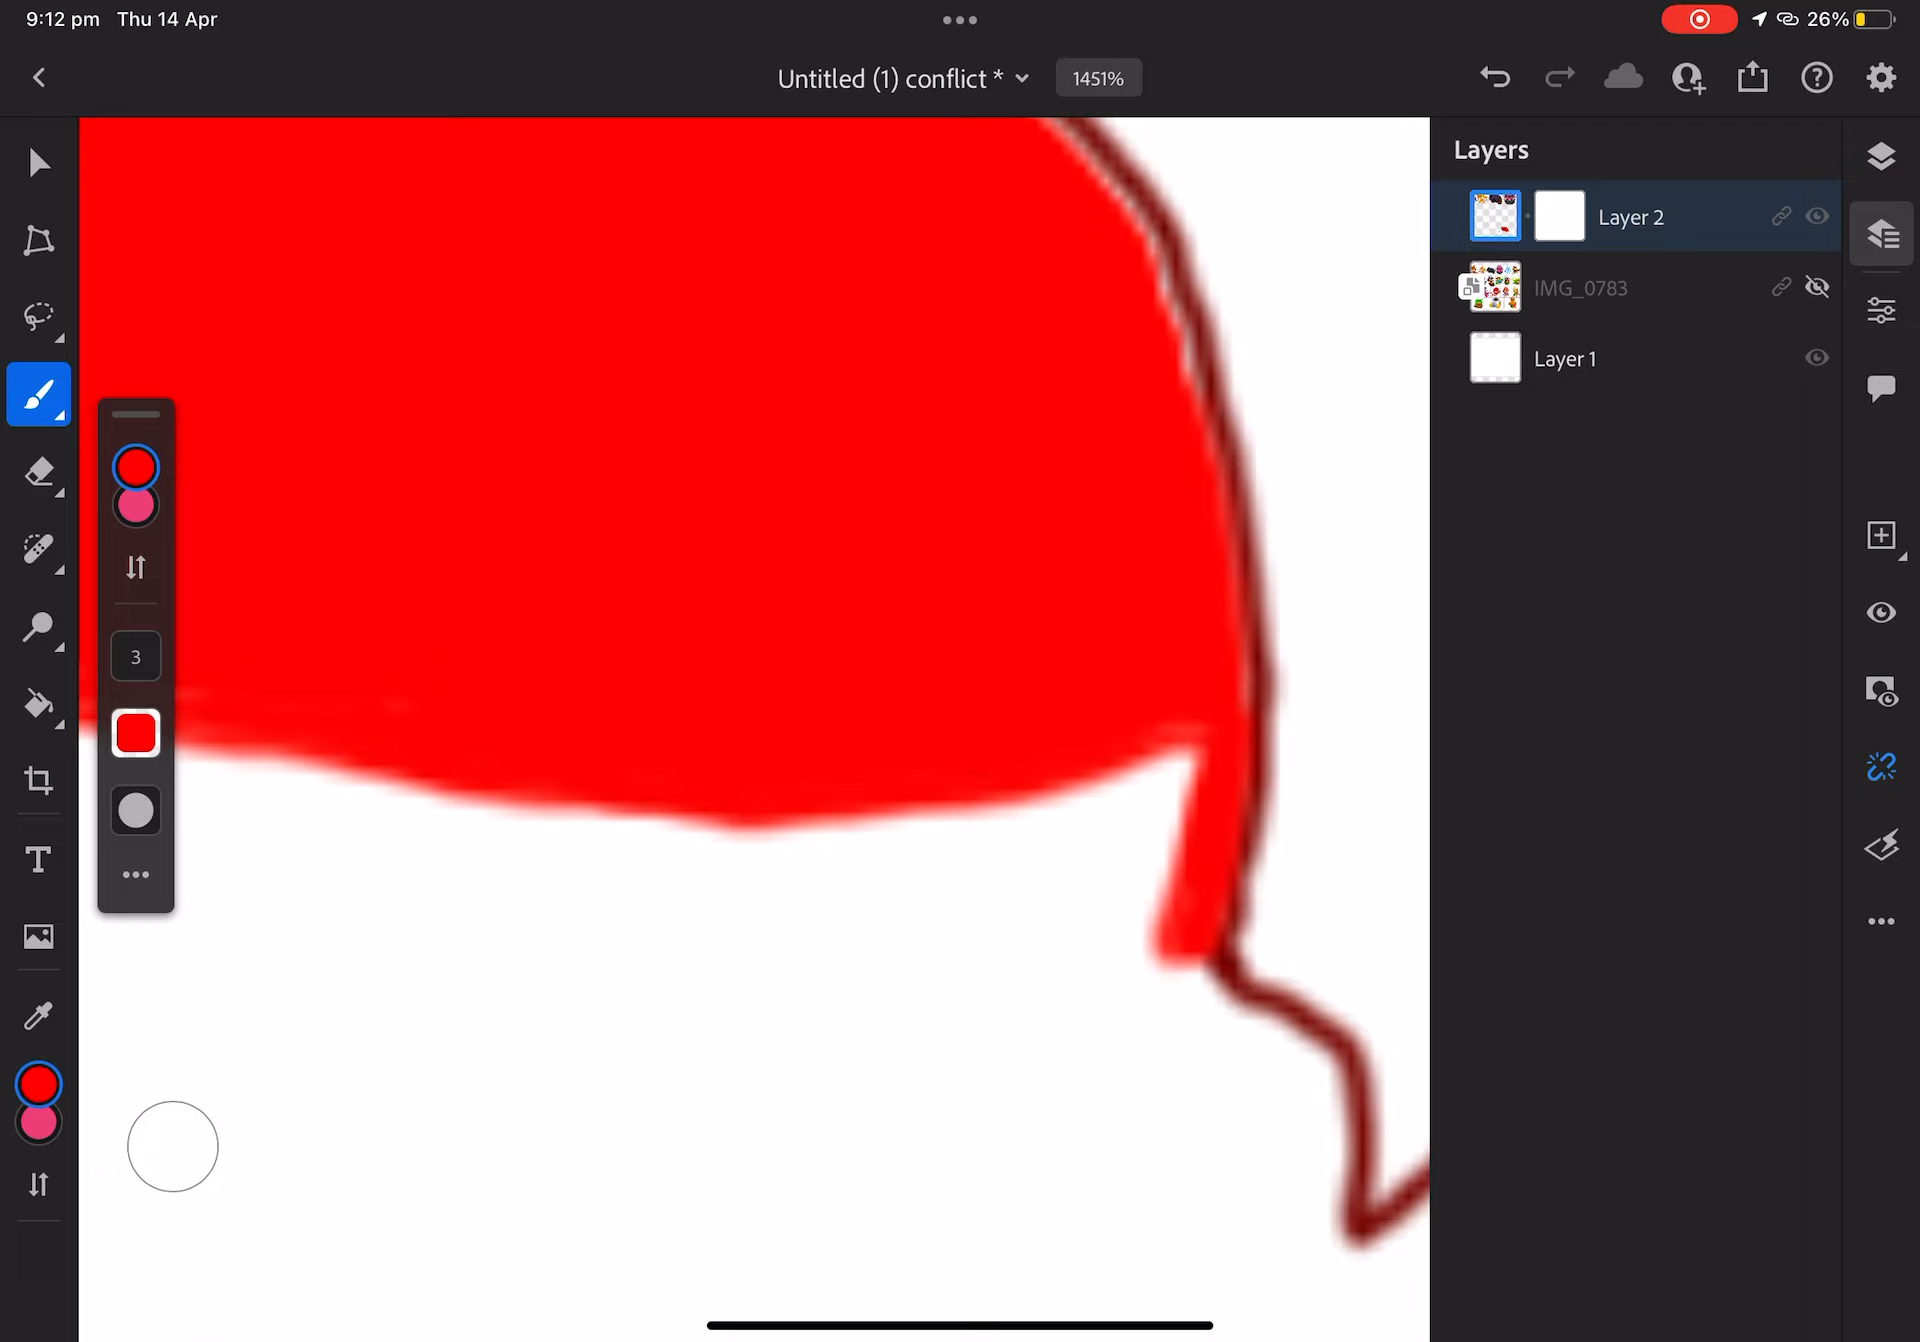 9:12 pm Thu 14 Apr
26%
Untitled (1) conflict *
1451%
Layers
Layer 2
IMG_0783
Layer 1
3